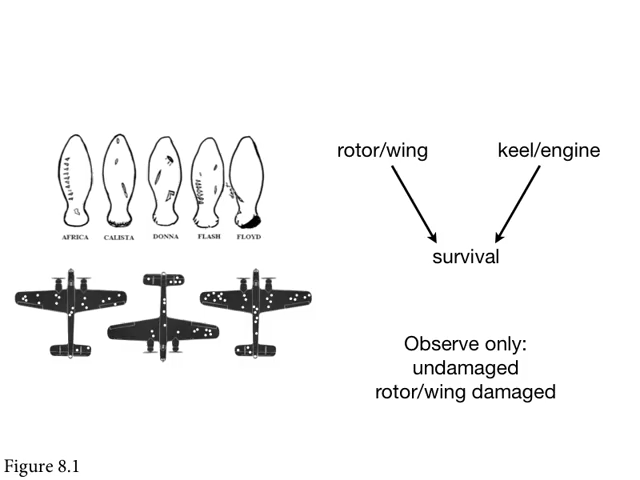 AFRICA CALISTA DONNA FLASH FLOYD
rotor/wing keel/engine
survival
Observe only:
undamaged
rotor/wing damaged
Figure 8.1